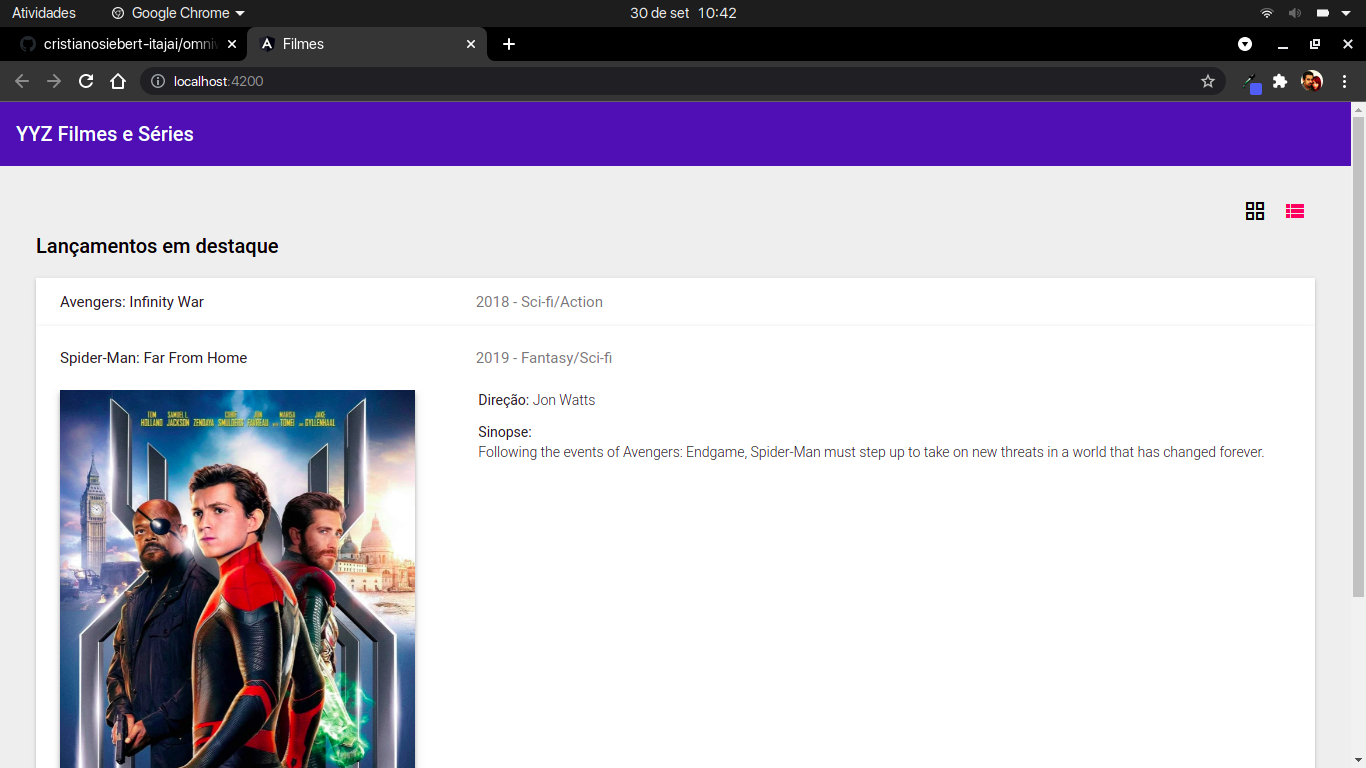 Atividades
Google Chrome
30 de set 10:42
cristianosiebert-itajai/omniv
Filmes
localhost:4200
YYZ Filmes e Séries
Lançamentos em destaque
Avengers: Infinity War
2018 - Sci-fi/Action
Spider-Man: Far From Home
2019 - Fantasy/Sci-fi
TOM HOLLAND SAMUEL L. JACKSON ZENDAYA COBIE SMULDERS JON FAVREAU WITH MARISA TOMEI AND JAKE GYLLENHAAL
Direção: Jon Watts
Sinopse:
Following the events of Avengers: Endgame, Spider-Man must step up to take on new threats in a world that has changed forever.